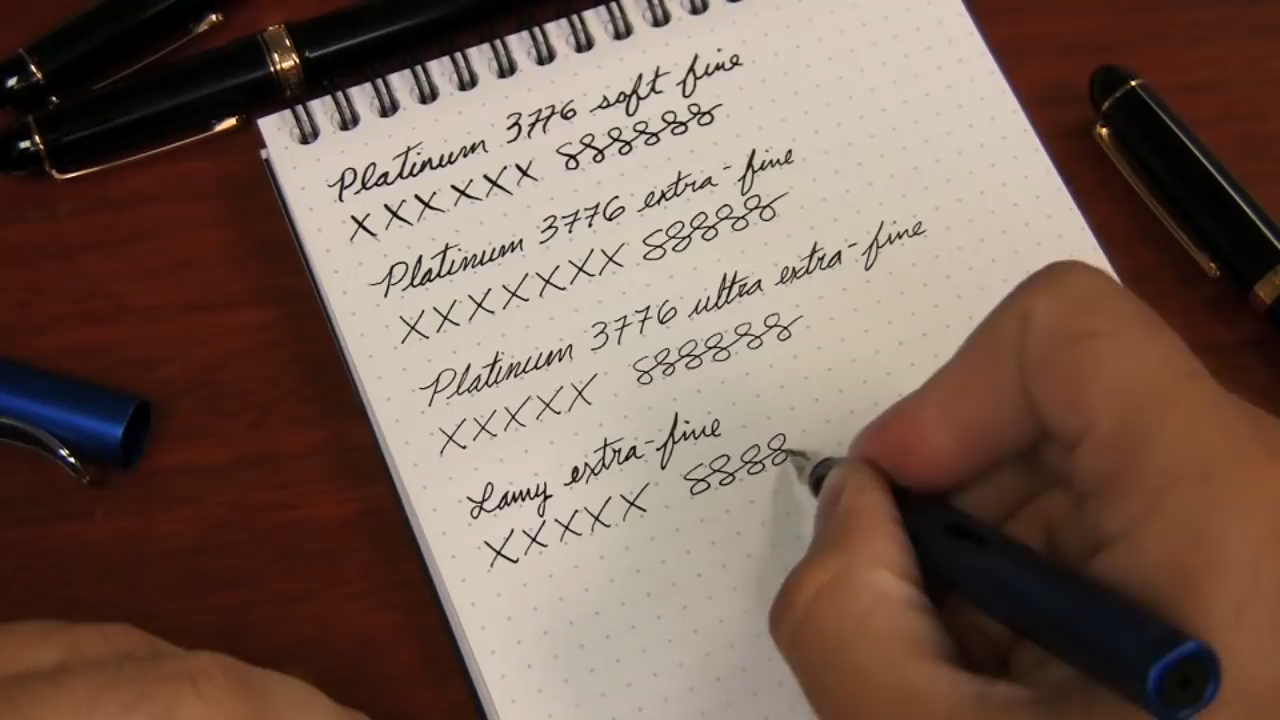 Platinum 3776 soft fine
XXXXXX 888888
Platinum 3776 extra-fine
XXXXXXX 88888
Platinum 3776 ultra extra-fine
XXXXX 888888
Lamy extra-fine
XXXXX 8888